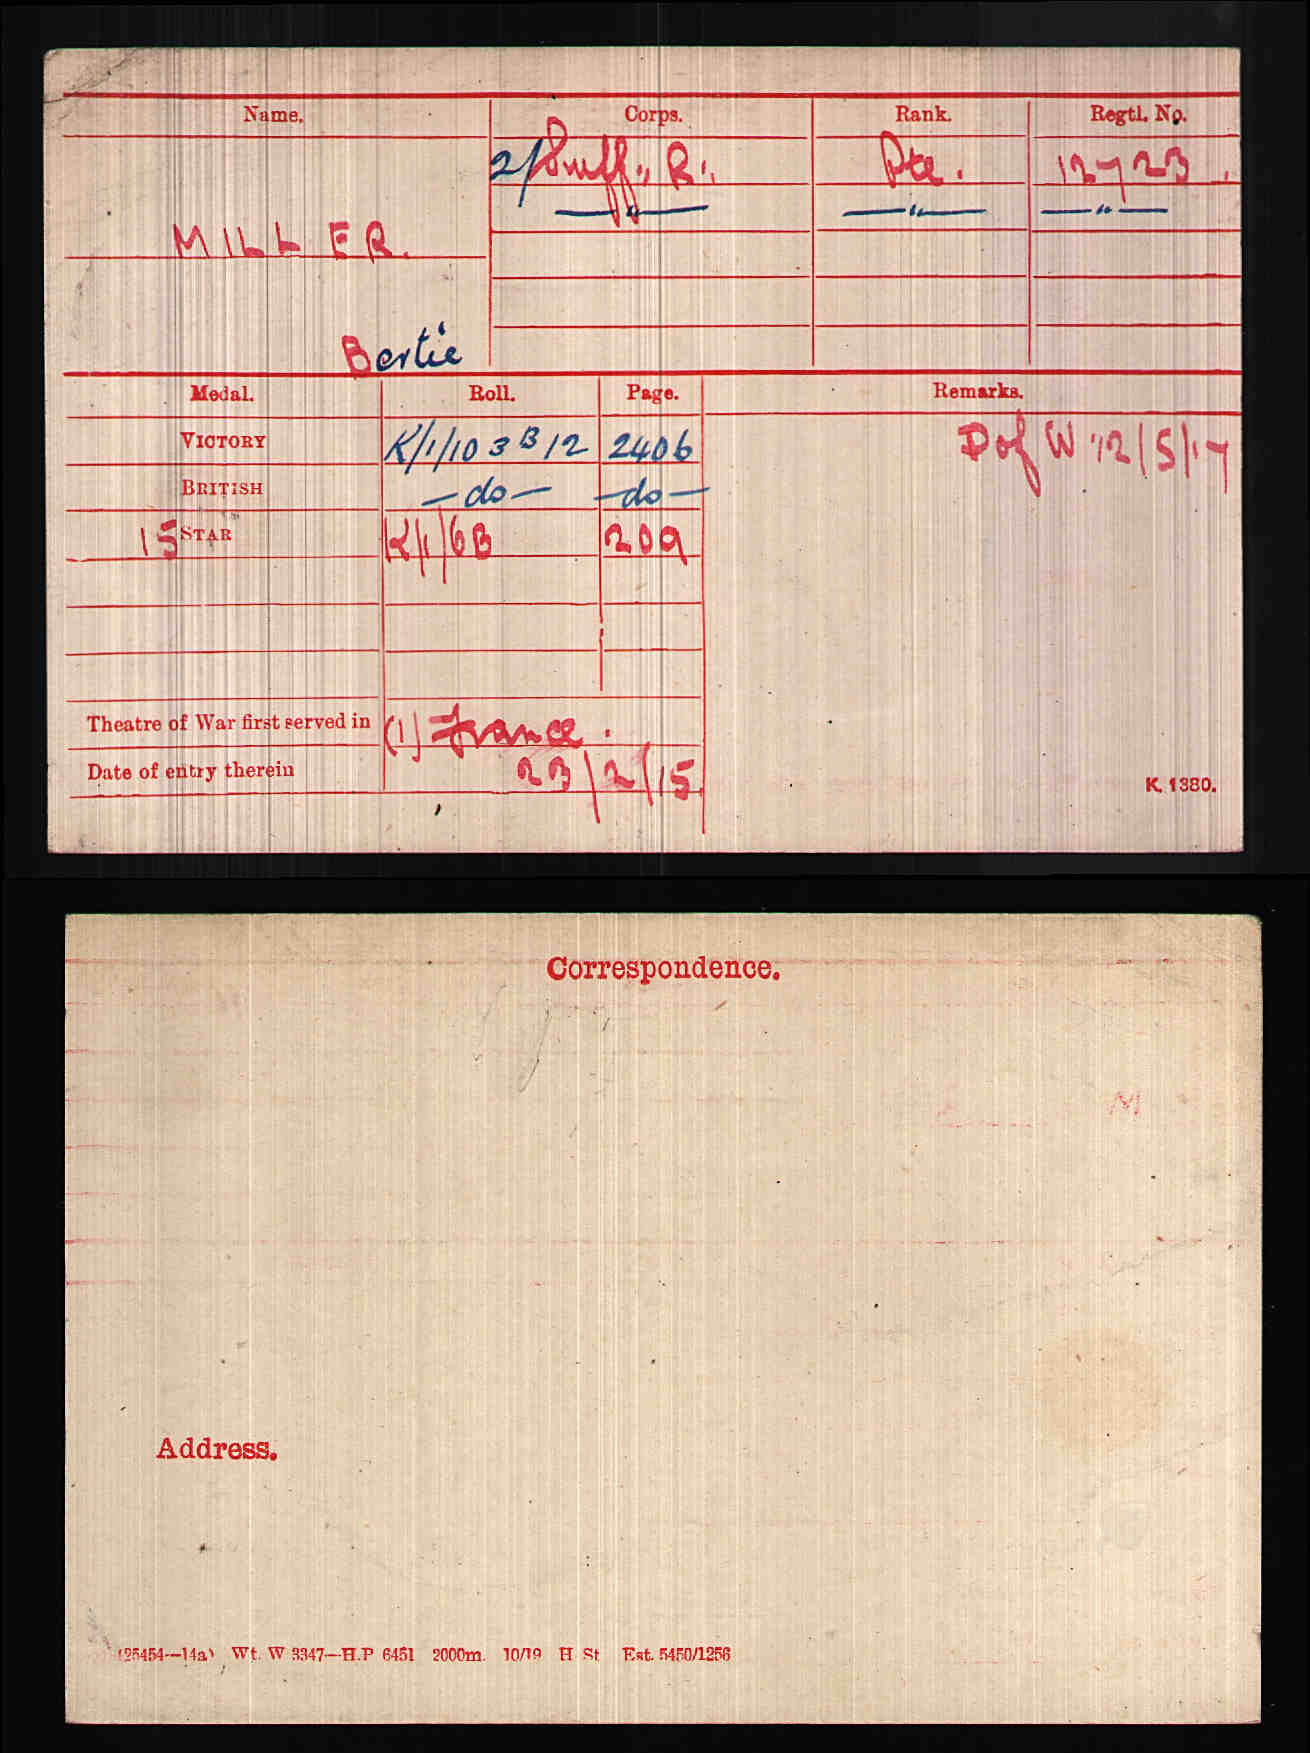 Name. Corps. Rank. Regtl. No.
2/Suff: R: Pte. 12723.
—"— —"— —"—
MILLER.
Bertie
Medal. Roll. Page. Remarks.
VICTORY K/1/103B12 2406 D of W 12/5/17
BRITISH —do— —do—
15 STAR K/1/6B 209
Theatre of War first served in (1) France.
Date of entry therein 23/2/15
K. 1380.
Correspondence.
M
Address.
(25454—14a) Wt. W 3347—H.P 6451 2000m. 10/19 H St Est. 5450/1256